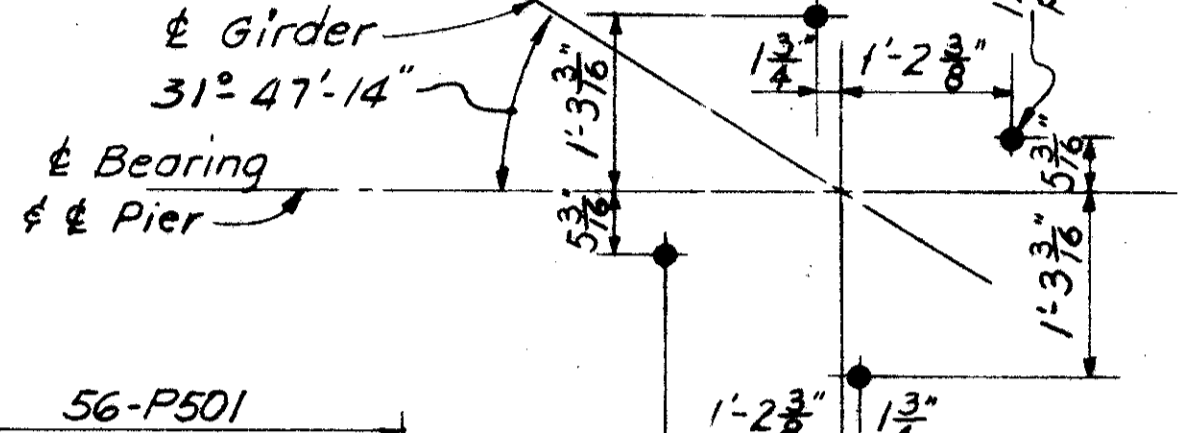 ℄ Girder
31°-47'-14"
℄ Bearing
& ℄ Pier
1'-3 3/16"
5 3/16"
1 3/4"
1'-2 3/8"
5 3/16"
1'-3 3/16"
56-P501
1'-2 3/8"
1 3/4"